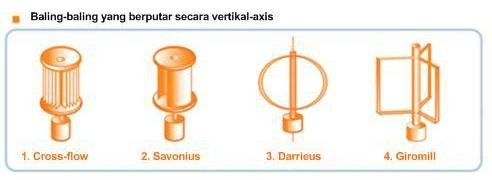 Baling-baling yang berputar secara vertikal-axis
1. Cross-flow
2. Savonius
3. Darrieus
4. Giromill